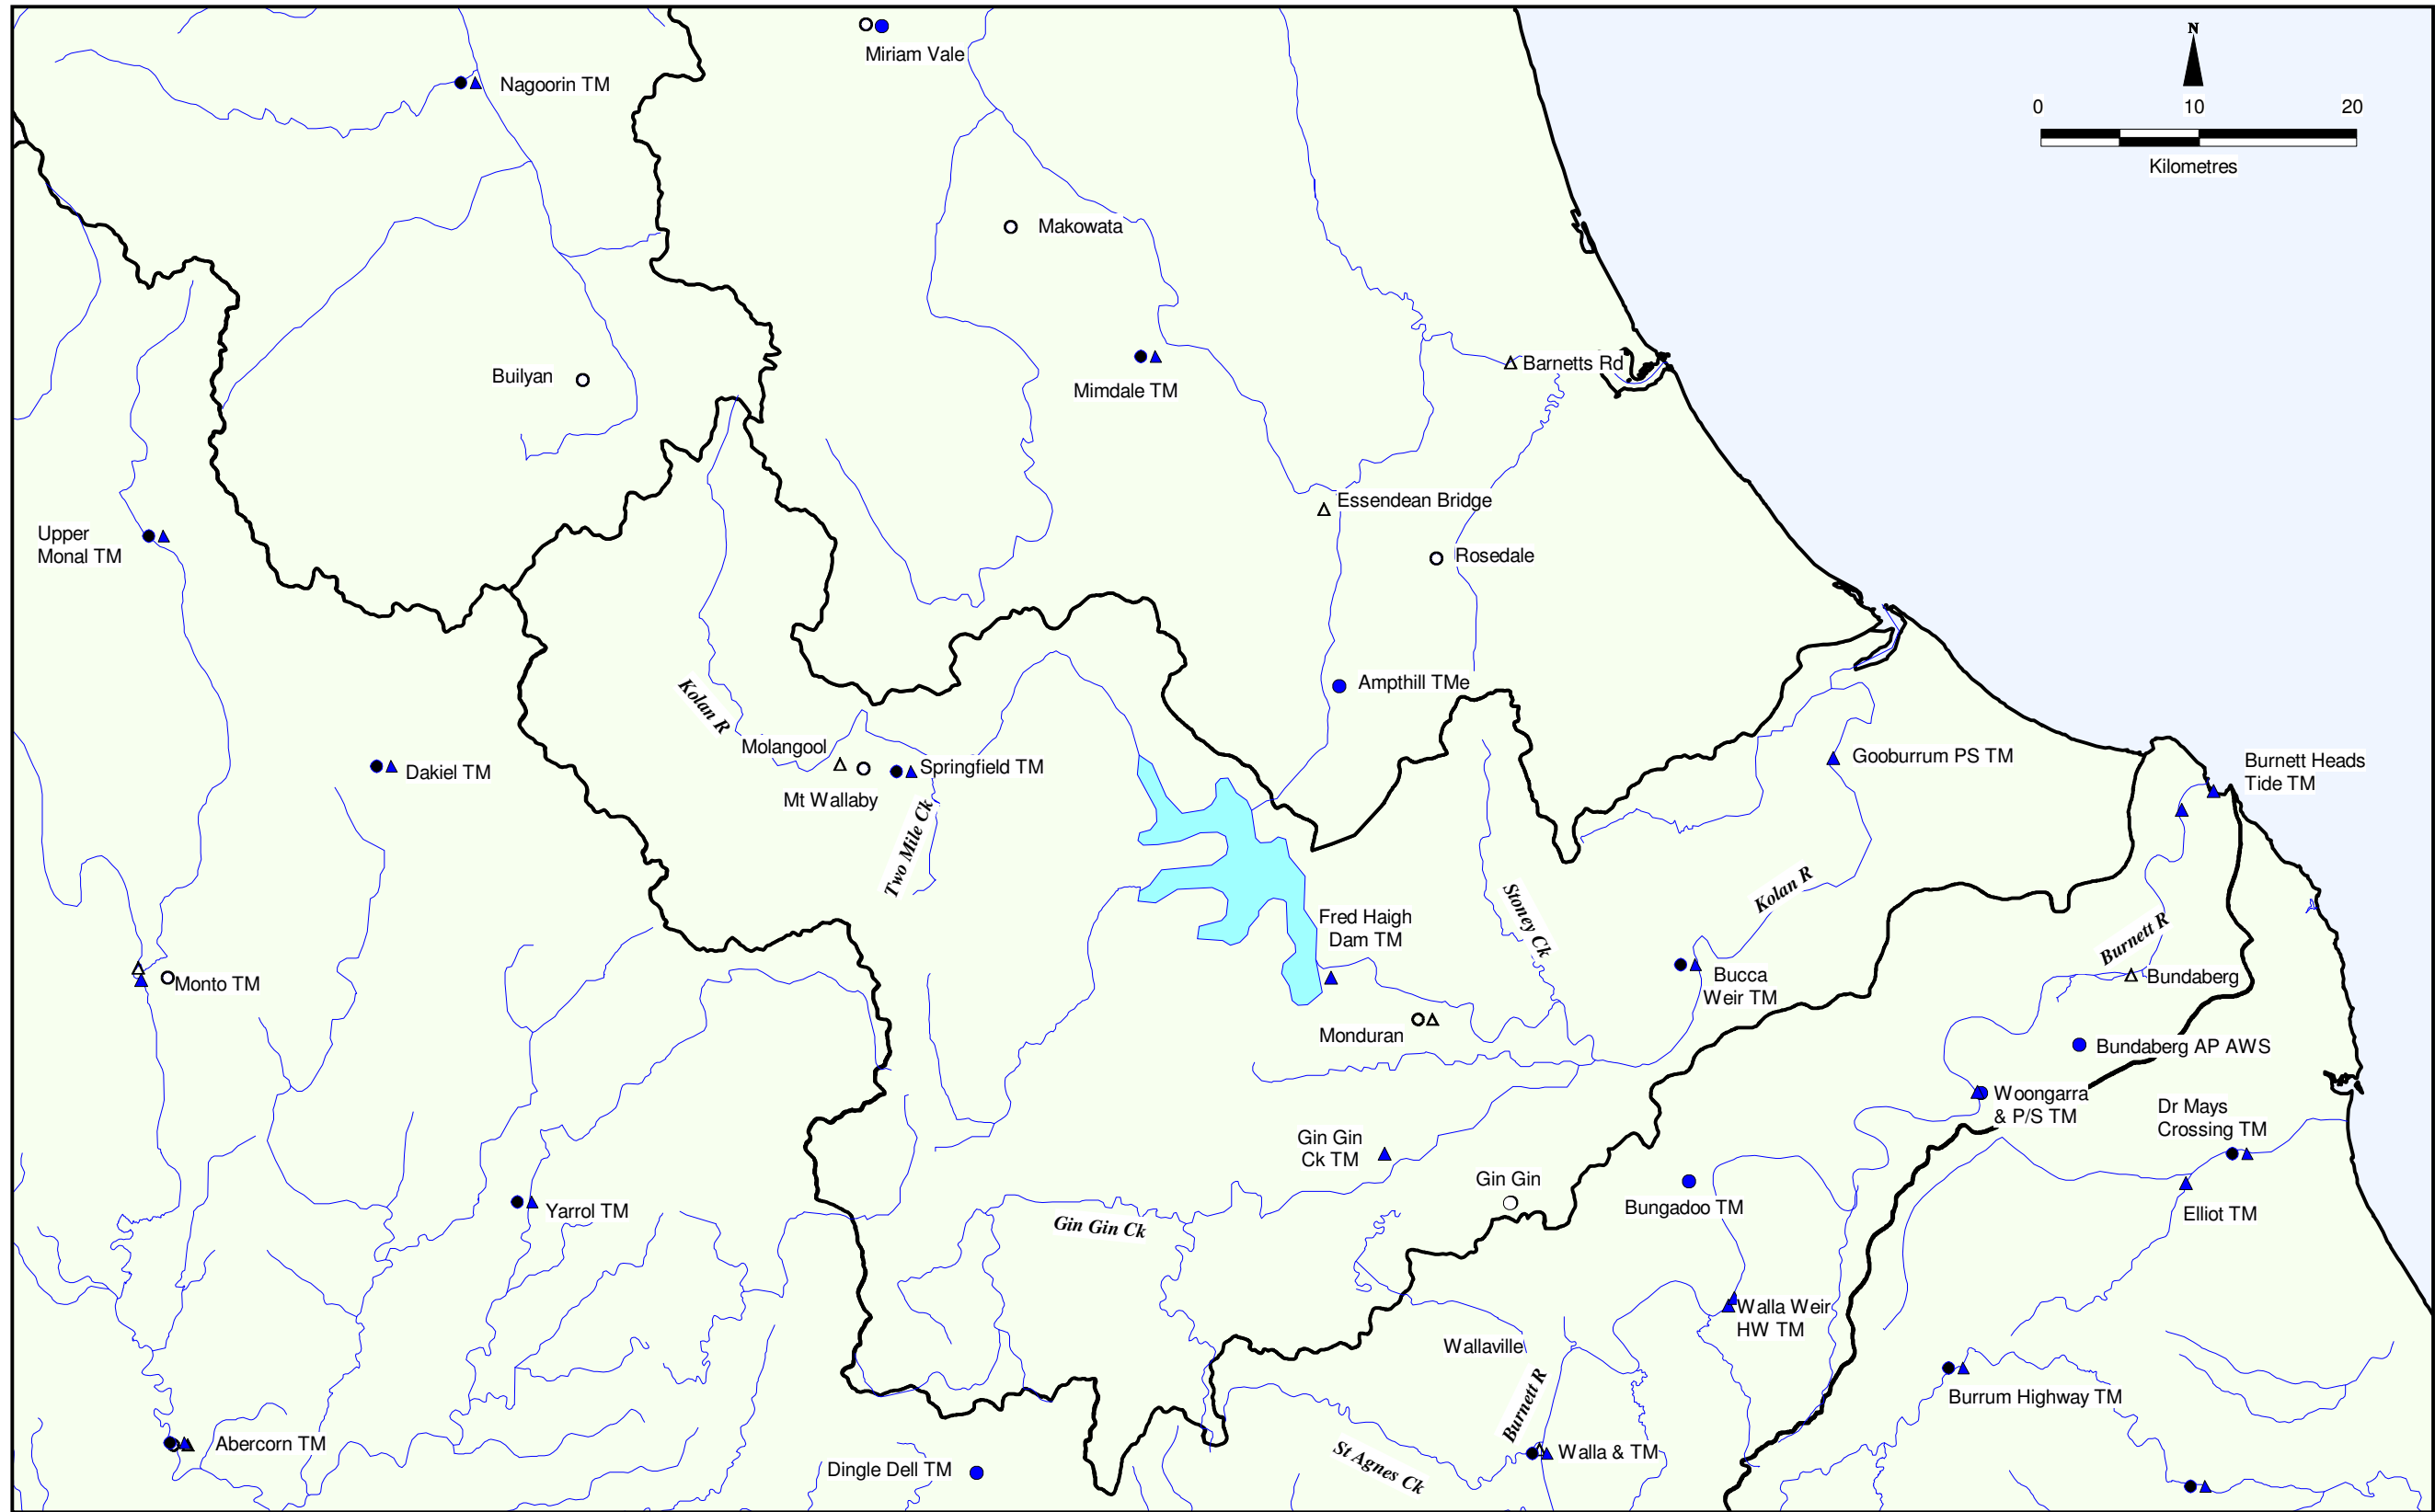 Miriam Vale
N
Nagoorin TM
0 10 20
Kilometres
Makowata
Builyan
Mimdale TM
Barnetts Rd
Essendean Bridge
Upper
Monal TM
Rosedale
Ampthill TMe
Kolan R
Molangool
Gooburrum PS TM
Burnett Heads
Tide TM
Dakiel TM
Springfield TM
Mt Wallaby
Two Mile Ck
Kolan R
Stoney Ck
Fred Haigh
Dam TM
Burnett R
Monto TM
Bucca
Weir TM
Bundaberg
Monduran
Bundaberg AP AWS
Woongarra
& P/S TM
Dr Mays
Crossing TM
Gin Gin
Ck TM
Gin Gin
Yarrol TM
Bungadoo TM
Elliot TM
Gin Gin Ck
Walla Weir
HW TM
Wallaville
Burnett R
Burrum Highway TM
Abercorn TM
Dingle Dell TM
St Agnes Ck
Walla & TM